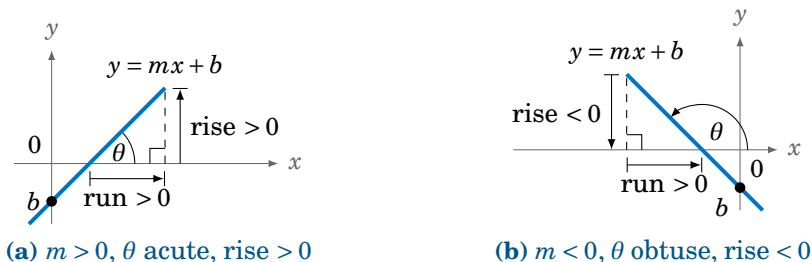 y
y = mx + b
rise > 0
0
θ
x
b
run > 0
(a) m > 0, θ acute, rise > 0
y
y = mx + b
rise < 0
θ
x
0
run > 0
b
(b) m < 0, θ obtuse, rise < 0